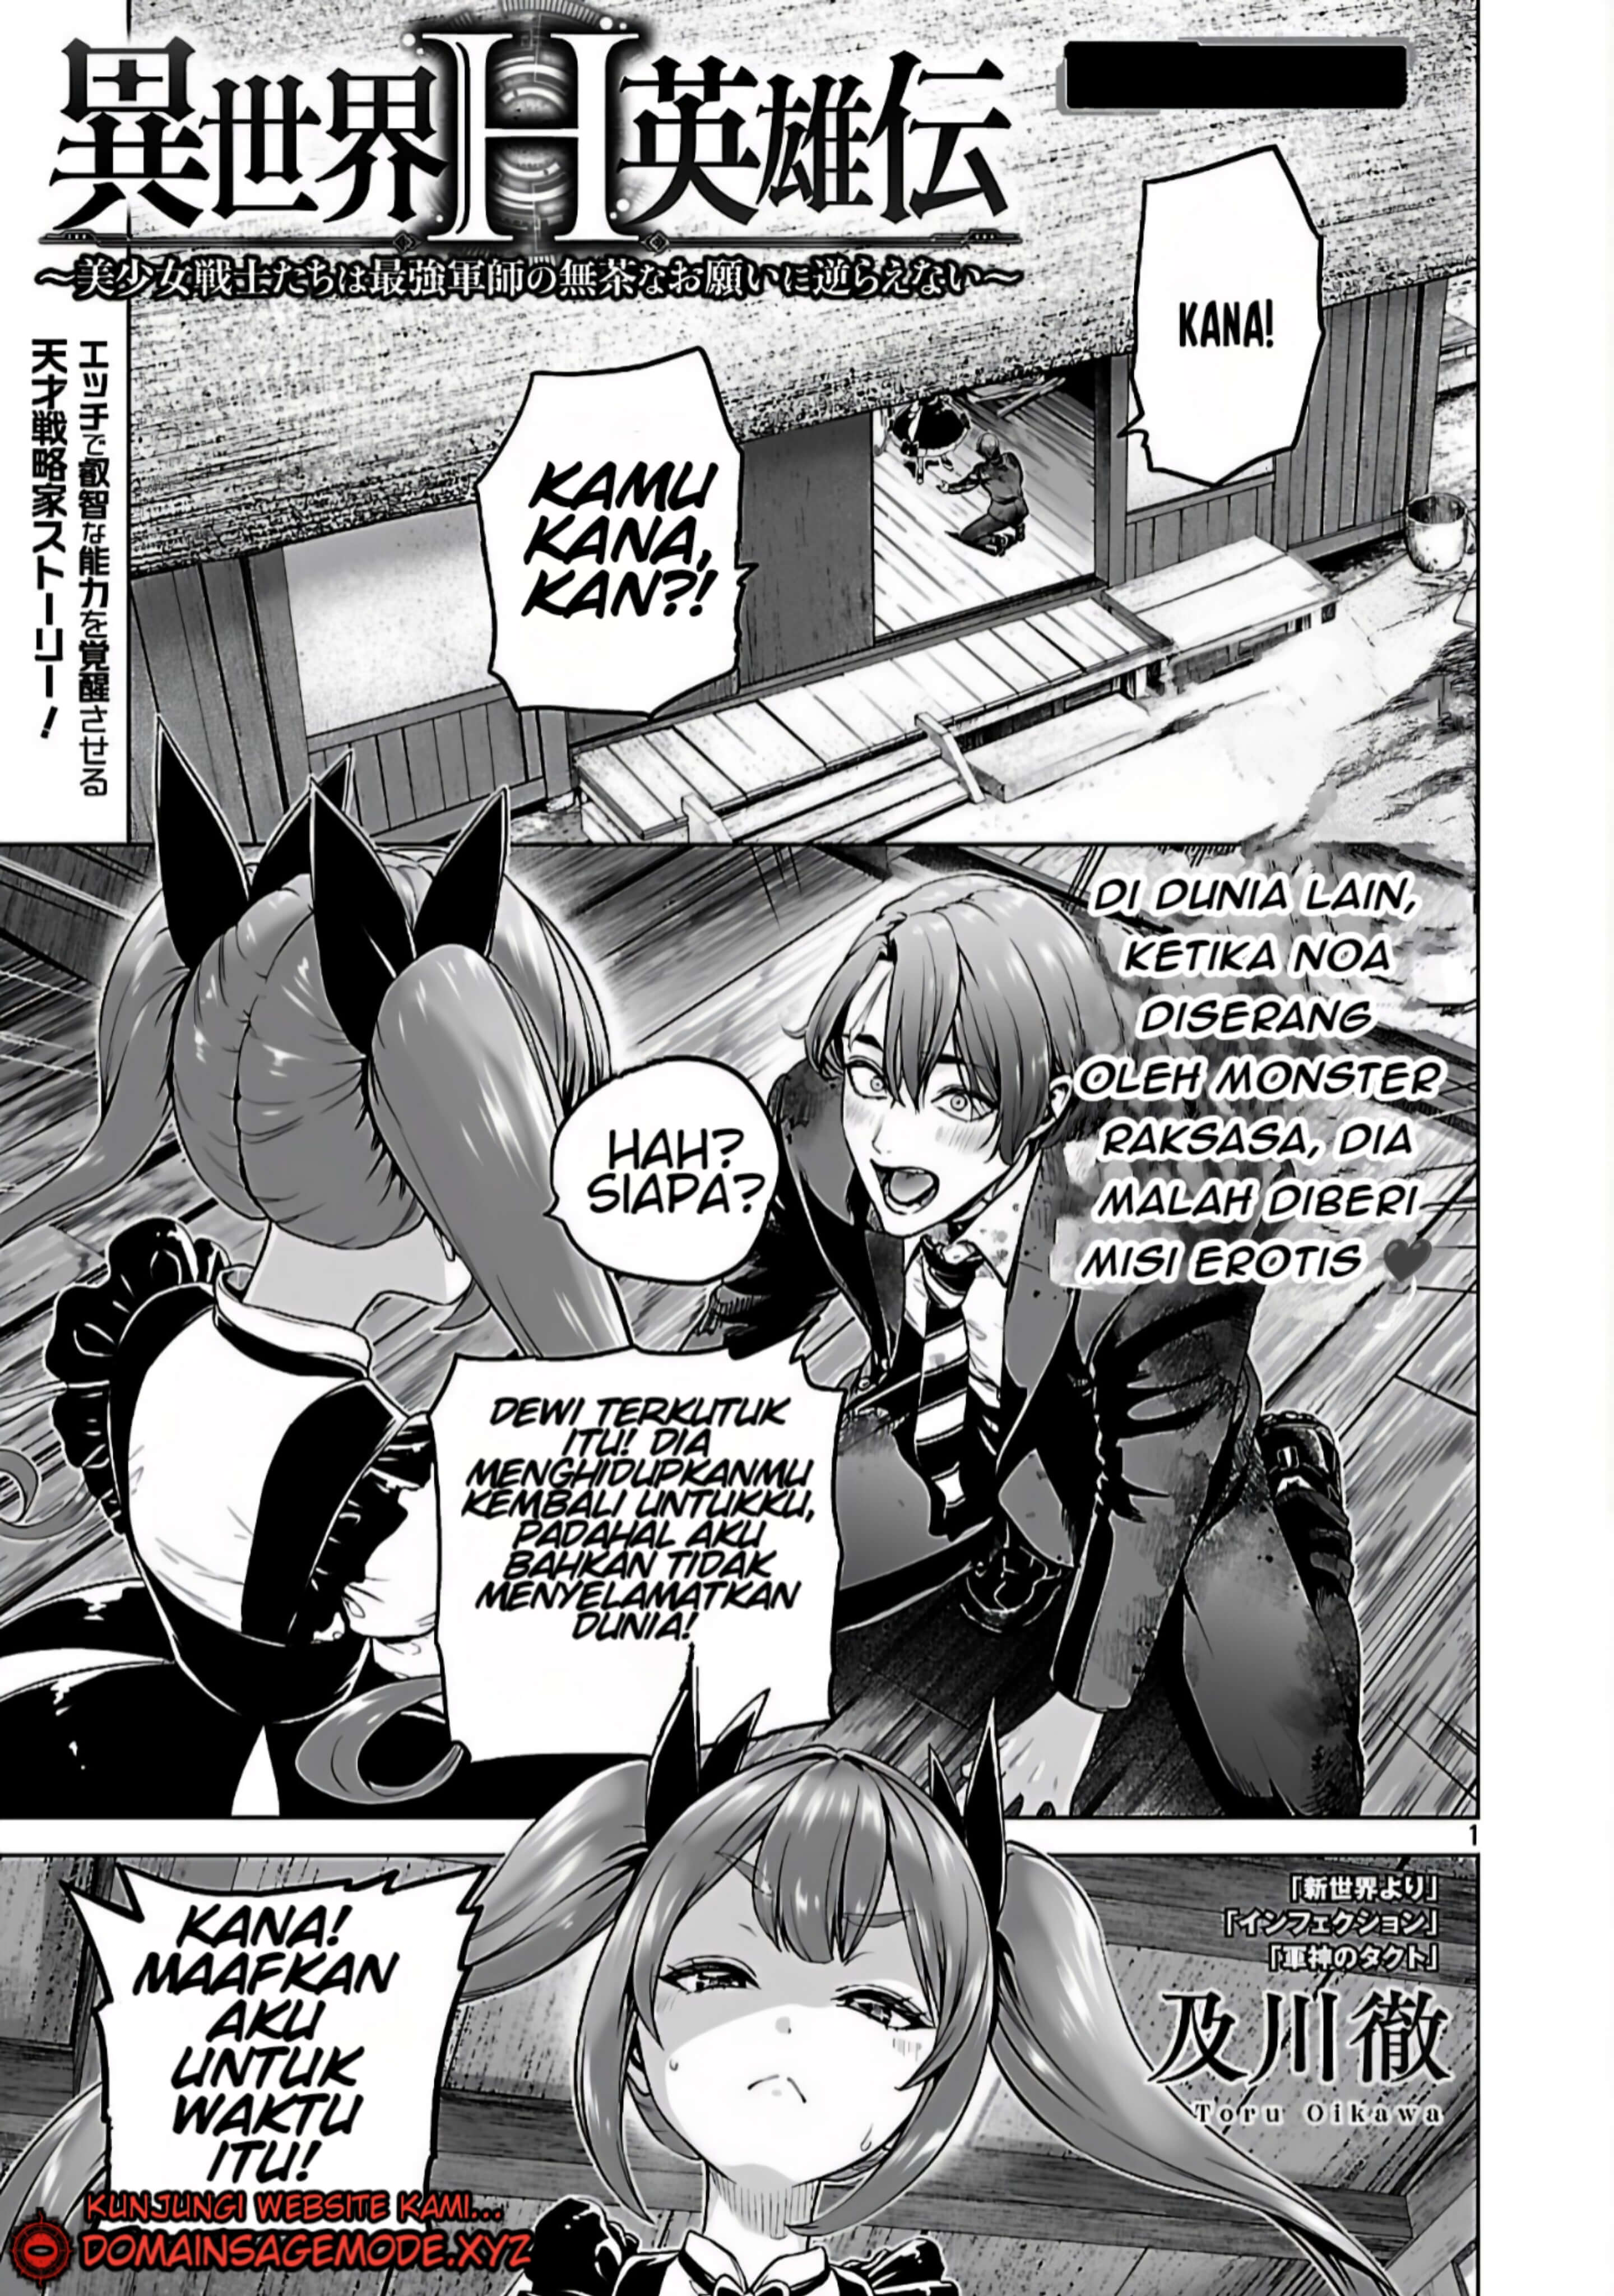 異世界H英雄伝
～美少女戦士たちは最強軍師の無茶なお願いに逆らえない～
エッチで叡智な能力を覚醒させる
天才戦略家ストーリー！
KANA!
KAMU
KANA,
KAN?!
DI DUNIA LAIN,
KETIKA NOA
DISERANG
OLEH MONSTER
RAKSASA, DIA
MALAH DIBERI
MISI EROTIS 🖤
HAH?
SIAPA?
DEWI TERKUTUK
ITU! DIA
MENGHIDUPKANMU
KEMBALI UNTUKKU,
PADAHAL AKU
BAHKAN TIDAK
MENYELAMATKAN
DUNIA!
1
「新世界より」
「インフェクション」
「軍神のタクト」
及川徹
Toru Oikawa
KANA!
MAAFKAN
AKU
UNTUK
WAKTU
ITU!
KUNJUNGI WEBSITE KAMI...
DOMAINSAGEMODE.XYZ